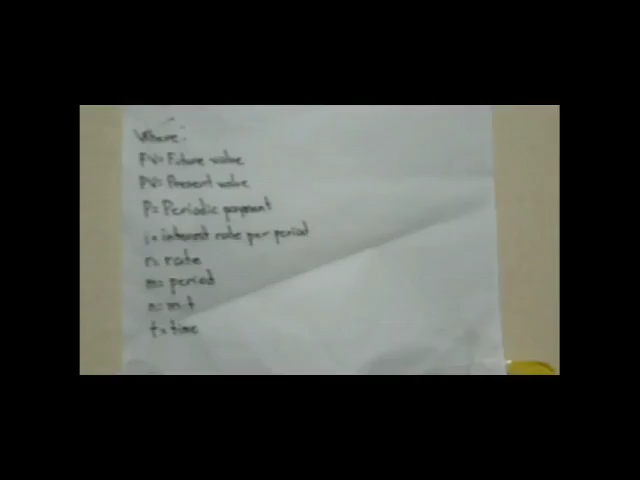 Where:
FV= Future value
PV= Present value
P= Periodic payment
i= interest rate per period
r= rate
m= period
n= m·t
t= time